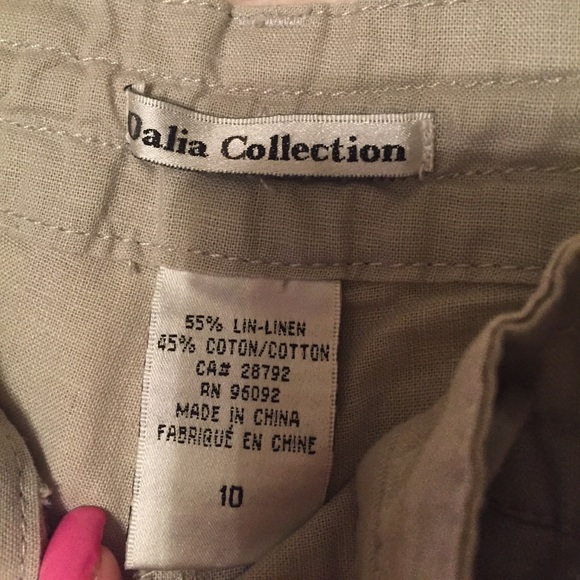 Dalia Collection
55% LIN-LINEN
45% COTON/COTTON
CA# 28792
RN 96092
MADE IN CHINA
FABRIQUÉ EN CHINE
10